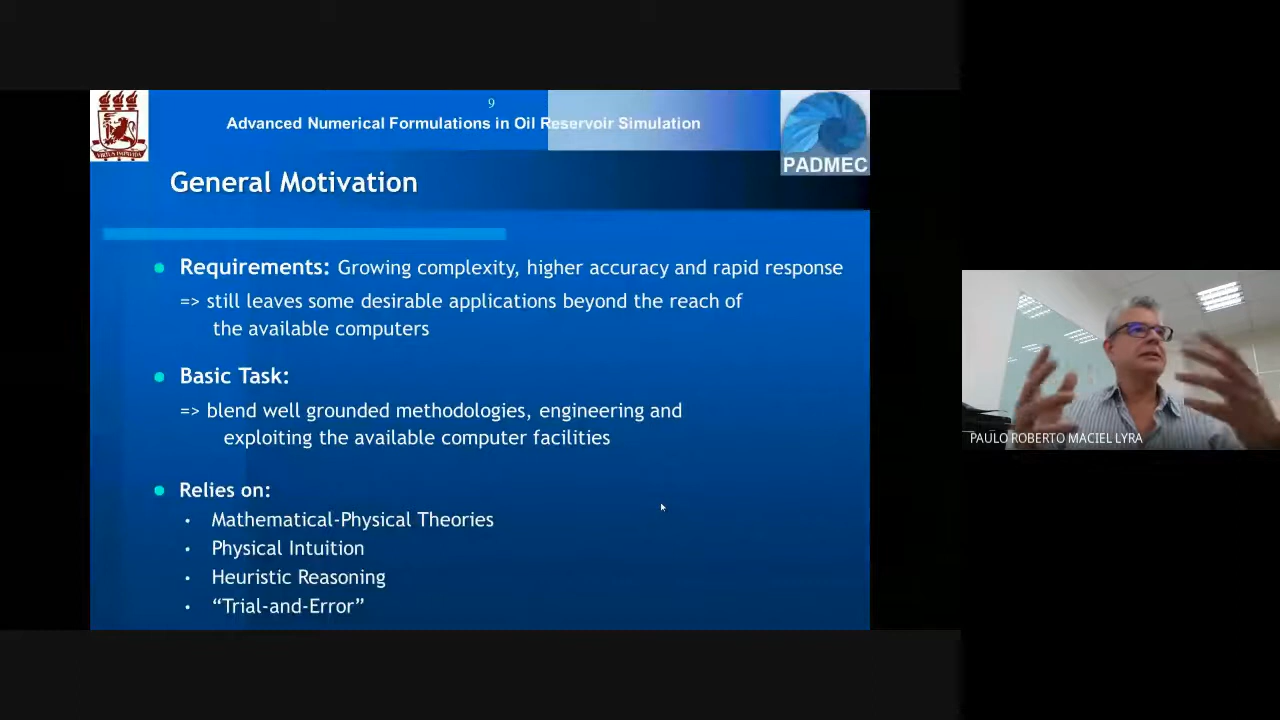 9
Advanced Numerical Formulations in Oil Reservoir Simulation
PADMEC
General Motivation
Requirements: Growing complexity, higher accuracy and rapid response
=> still leaves some desirable applications beyond the reach of
the available computers
Basic Task:
=> blend well grounded methodologies, engineering and
exploiting the available computer facilities
Relies on:
• Mathematical-Physical Theories
• Physical Intuition
• Heuristic Reasoning
• “Trial-and-Error”
PAULO ROBERTO MACIEL LYRA